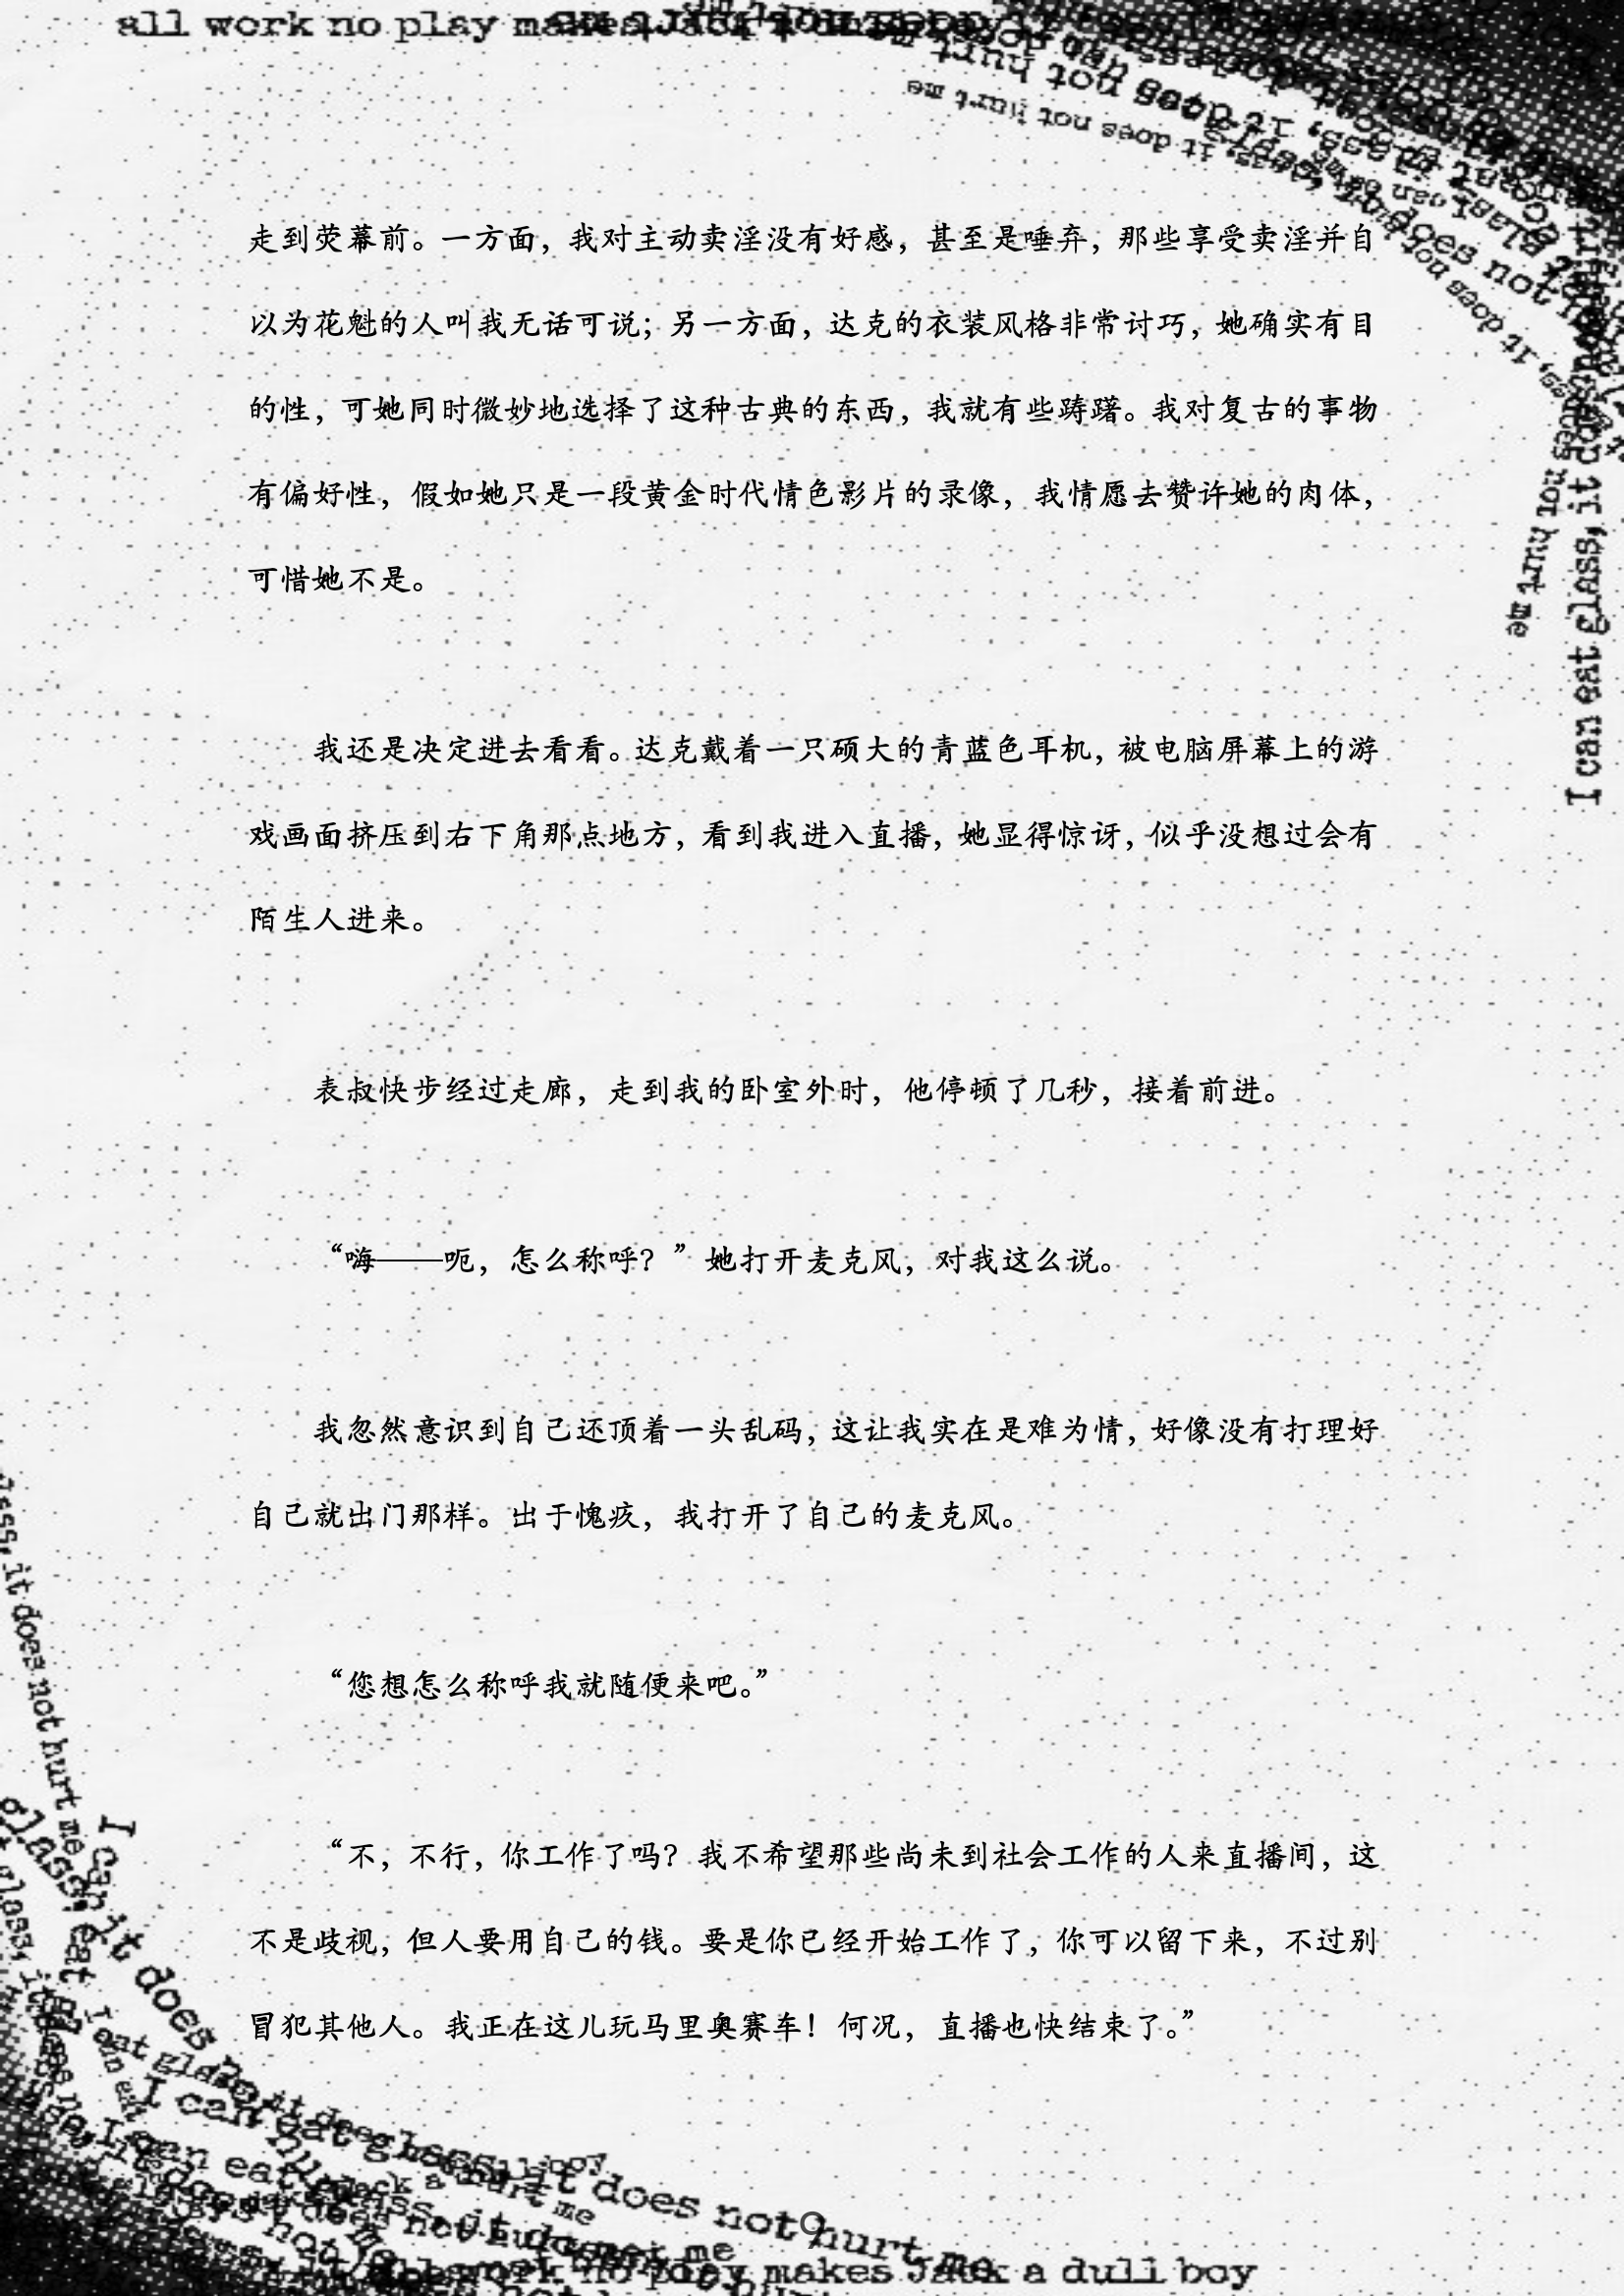 all work no play makes Jack a dull
hurt me
does not hurt
it does not hurt me
走到荧幕前。一方面，我对主动卖淫没有好感，甚至是唾弃，那些享受卖淫并自
以为花魁的人叫我无话可说；另一方面，达克的衣装风格非常讨巧，她确实有目
的性，可她同时微妙地选择了这种古典的东西，我就有些踌躇。我对复古的事物
有偏好性，假如她只是一段黄金时代情色影片的录像，我情愿去赞许她的肉体，
可惜她不是。
I can eat glass, it does not hurt me
it does not hurt me
我还是决定进去看看。达克戴着一只硕大的青蓝色耳机，被电脑屏幕上的游
戏画面挤压到右下角那点地方，看到我进入直播，她显得惊讶，似乎没想过会有
陌生人进来。
表叔快步经过走廊，走到我的卧室外时，他停顿了几秒，接着前进。
“嗨——呃，怎么称呼？”她打开麦克风，对我这么说。
我忽然意识到自己还顶着一头乱码，这让我实在是难为情，好像没有打理好
自己就出门那样。出于愧疚，我打开了自己的麦克风。
“您想怎么称呼我就随便来吧。”
“不，不行，你工作了吗？我不希望那些尚未到社会工作的人来直播间，这
不是歧视，但人要用自己的钱。要是你已经开始工作了，你可以留下来，不过别
冒犯其他人。我正在这儿玩马里奥赛车！何况，直播也快结束了。”
glass, it does not hurt me
I can eat glass, it does not hurt me
9
all work no play makes Jack a dull boy